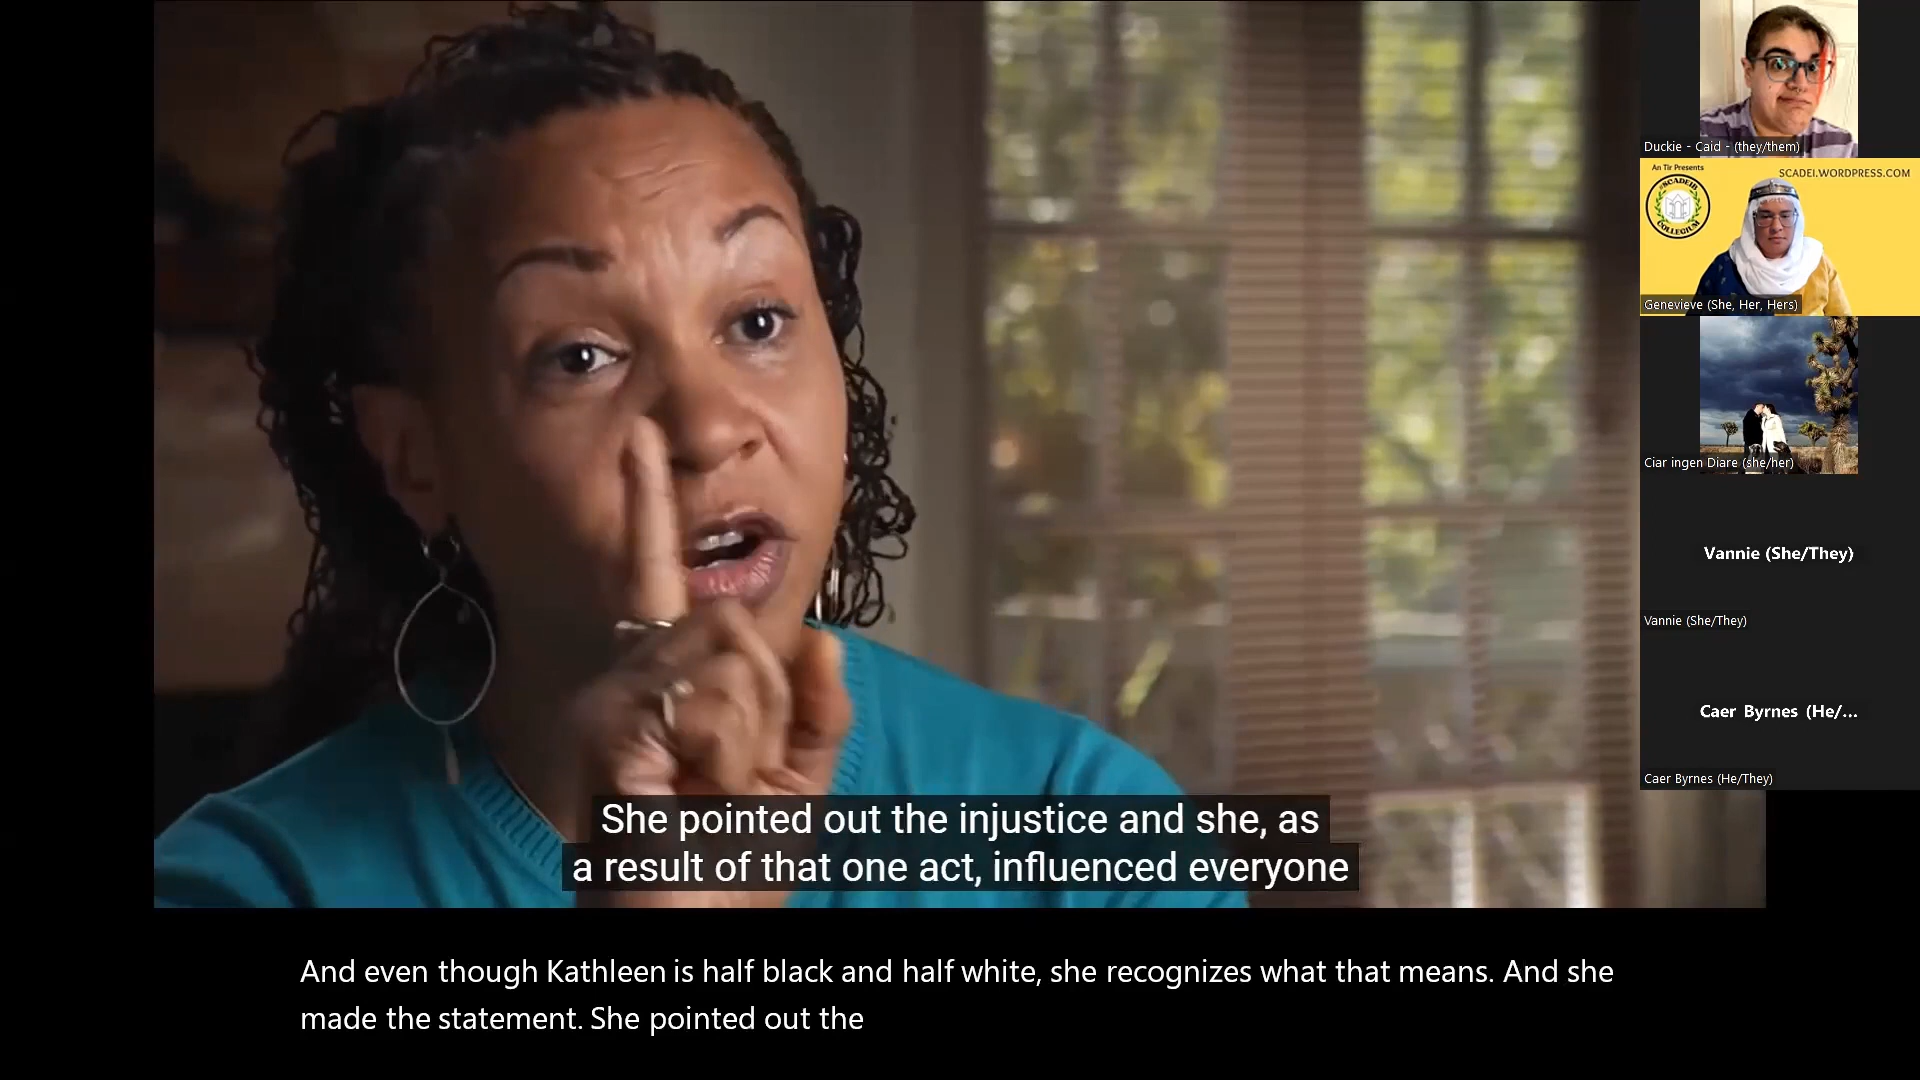 She pointed out the injustice and she, as
a result of that one act, influenced everyone
And even though Kathleen is half black and half white, she recognizes what that means. And she
made the statement. She pointed out the
Duckie - Caid - (they/them)
An Tir Presents
SCADEI.WORDPRESS.COM
COLLEGIUM
Genevieve (She, Her, Hers)
Ciar ingen Diare (she/her)
Vannie (She/They)
Vannie (She/They)
Caer Byrnes (He/...
Caer Byrnes (He/They)